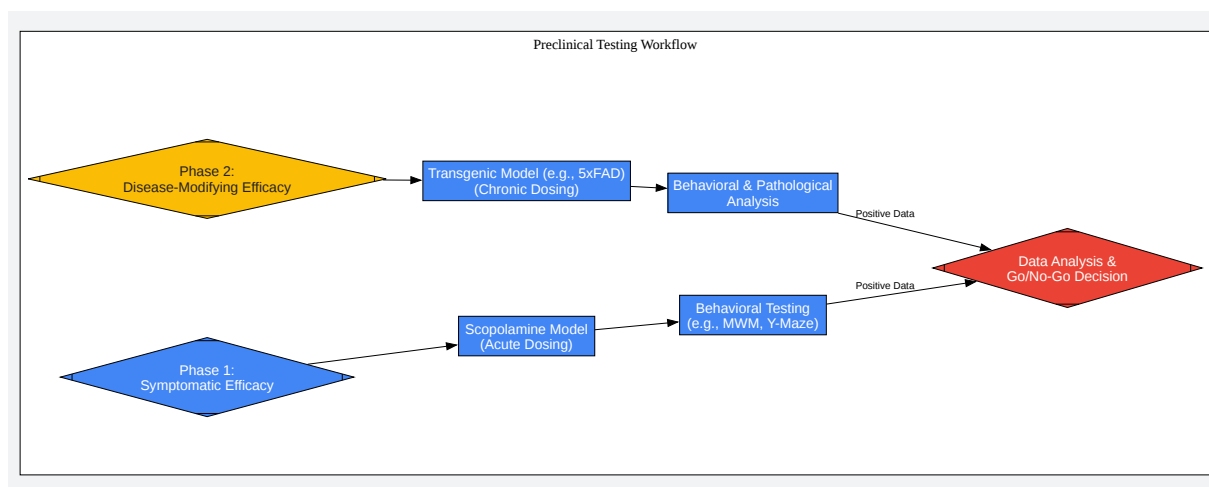 Preclinical Testing Workflow
Phase 2:
Disease-Modifying Efficacy
Transgenic Model (e.g., 5xFAD)
(Chronic Dosing)
Behavioral & Pathological
Analysis
Positive Data
Data Analysis &
Go/No-Go Decision
Positive Data
Behavioral Testing
(e.g., MWM, Y-Maze)
Scopolamine Model
(Acute Dosing)
Phase 1:
Symptomatic Efficacy